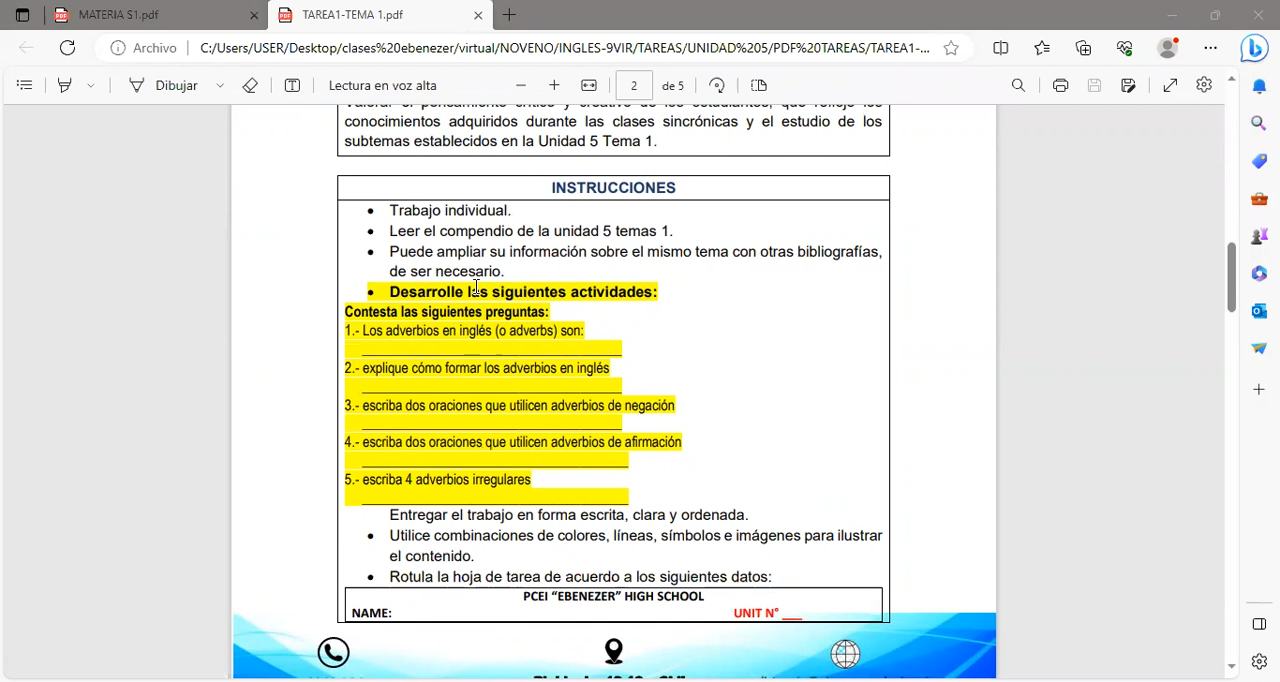 MATERIA S1.pdf
TAREA1-TEMA 1.pdf
Archivo
C:/Users/USER/Desktop/clases%20ebenezer/virtual/NOVENO/INGLES-9VIR/TAREAS/UNIDAD%205/PDF%20TAREAS/TAREA1-...
Dibujar
Lectura en voz alta
2
de 5
conocimientos adquiridos durante las clases sincrónicas y el estudio de los
subtemas establecidos en la Unidad 5 Tema 1.
INSTRUCCIONES
• Trabajo individual.
• Leer el compendio de la unidad 5 temas 1.
• Puede ampliar su información sobre el mismo tema con otras bibliografías,
de ser necesario.
• Desarrolle las siguientes actividades:
Contesta las siguientes preguntas:
1.- Los adverbios en inglés (o adverbs) son:
2.- explique cómo formar los adverbios en inglés
3.- escriba dos oraciones que utilicen adverbios de negación
4.- escriba dos oraciones que utilicen adverbios de afirmación
5.- escriba 4 adverbios irregulares
Entregar el trabajo en forma escrita, clara y ordenada.
• Utilice combinaciones de colores, líneas, símbolos e imágenes para ilustrar
el contenido.
• Rotula la hoja de tarea de acuerdo a los siguientes datos:
PCEI “EBENEZER” HIGH SCHOOL
NAME: UNIT N° ___